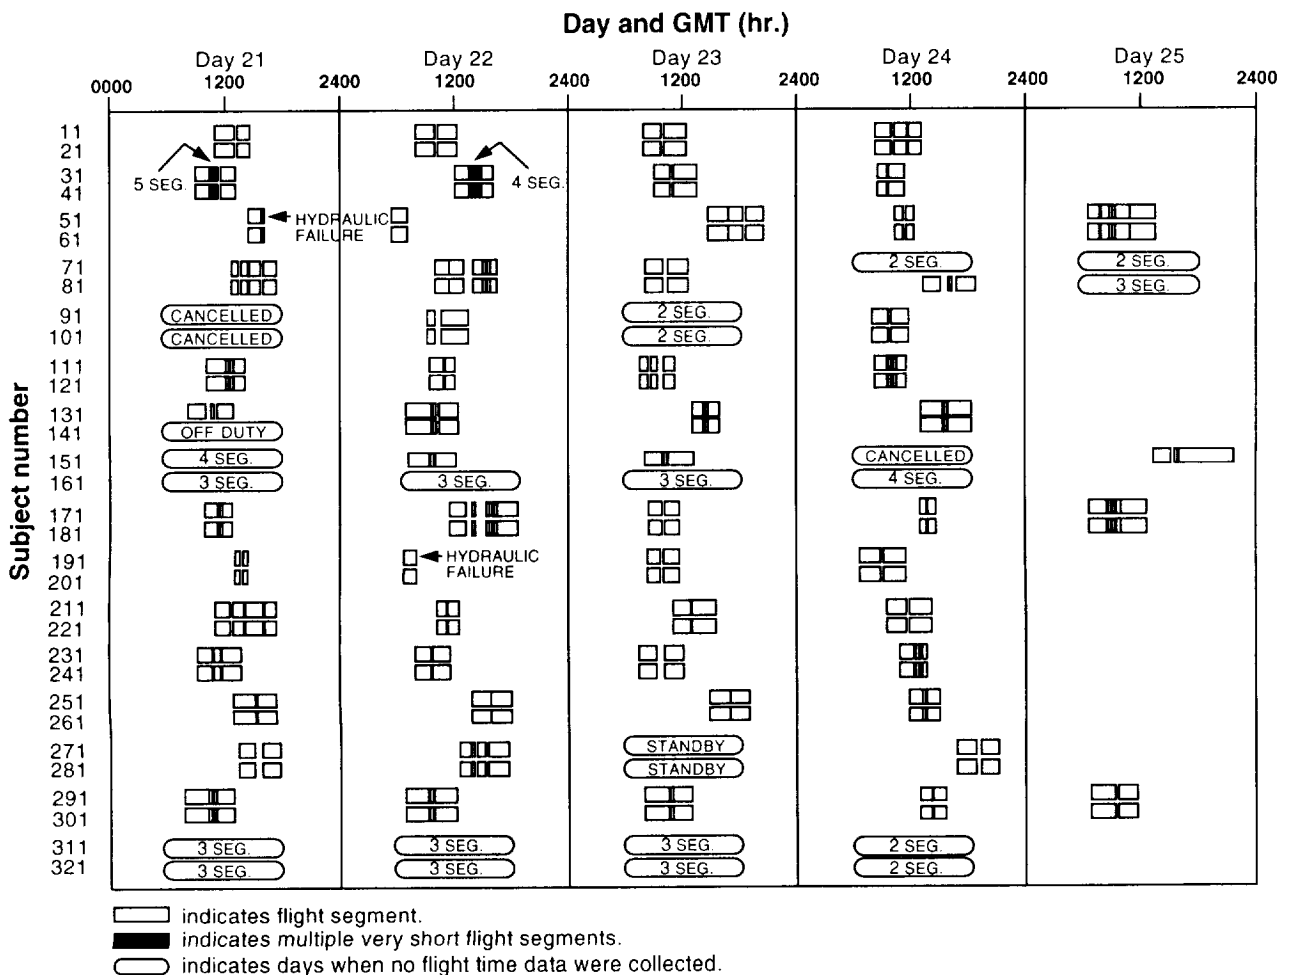 Day and GMT (hr.)
Day 21 Day 22 Day 23 Day 24 Day 25
0000 1200 2400 1200 2400 1200 2400 1200 2400 1200 2400
Subject number
11
21
31
5 SEG. 4 SEG.
41
51 HYDRAULIC
61 FAILURE
71 2 SEG. 2 SEG.
81 3 SEG.
91 CANCELLED 2 SEG.
101 CANCELLED 2 SEG.
111
121
131
141 OFF DUTY
151 4 SEG. CANCELLED
161 3 SEG. 3 SEG. 3 SEG. 4 SEG.
171
181
191 HYDRAULIC
201 FAILURE
211
221
231
241
251
261
271 STANDBY
281 STANDBY
291
301
311 3 SEG. 3 SEG. 3 SEG. 2 SEG.
321 3 SEG. 3 SEG. 3 SEG. 2 SEG.
indicates flight segment.
indicates multiple very short flight segments.
indicates days when no flight time data were collected.